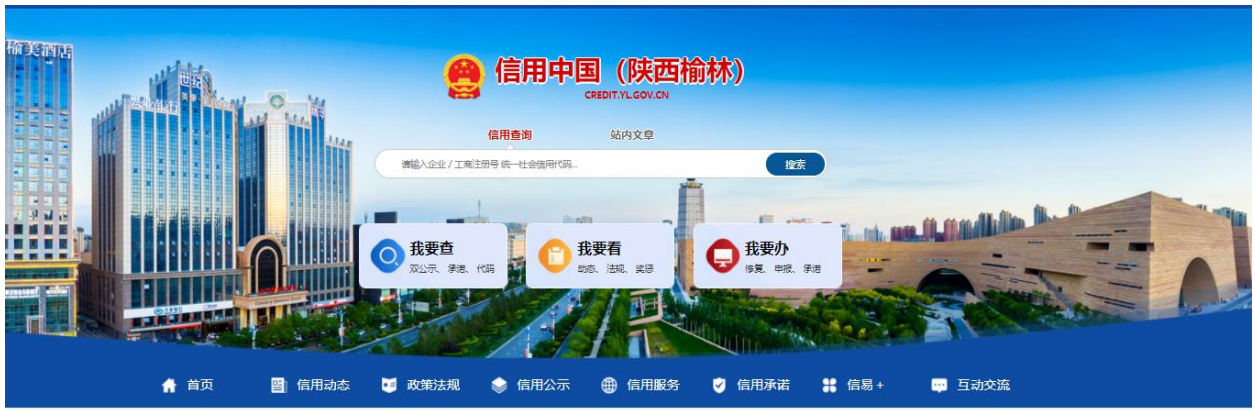 信用中国（陕西榆林）
CREDIT.YL.GOV.CN
信用查询 站内文章
请输入企业 / 工商注册号 统一社会信用代码... 搜索
我要查 我要看 我要办
双公示、承诺、代码 动态、法规、奖惩 修复、申报、承诺
首页 信用动态 政策法规 信用公示 信用服务 信用承诺 信易+ 互动交流